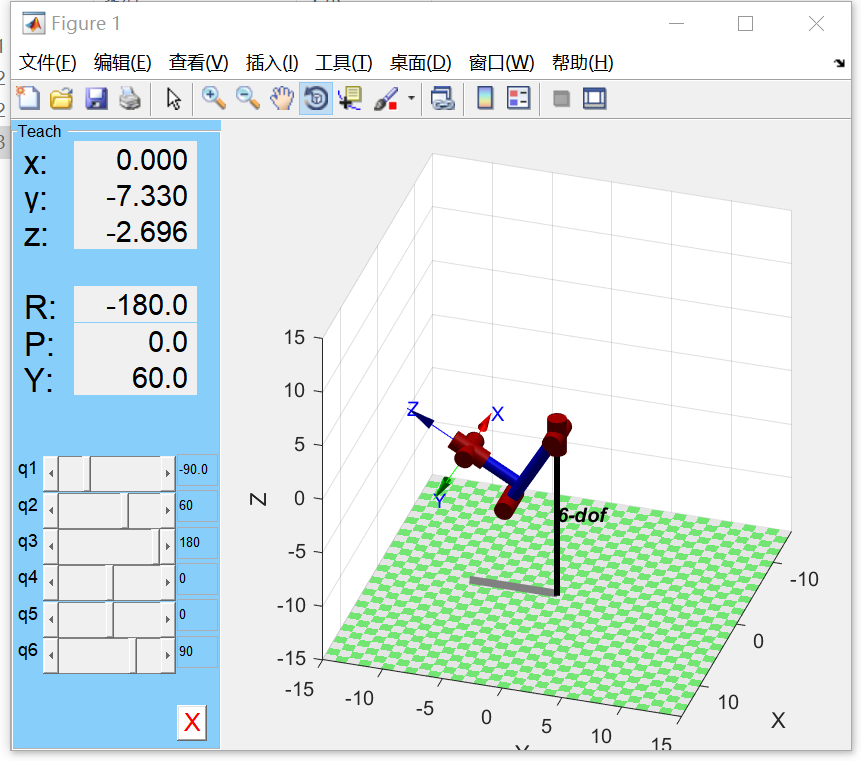 Figure 1
文件(F) 编辑(E) 查看(V) 插入(I) 工具(T) 桌面(D) 窗口(W) 帮助(H)
Teach
x: 0.000
y: -7.330
z: -2.696
R: -180.0
P: 0.0
Y: 60.0
q1 -90.0
q2 60
q3 180
q4 0
q5 0
q6 90
X
15
10
5
0
-5
-10
-15
Z
Z
X
Y
6-dof
-15
-10
-5
0
5
10
15
-10
0
10
X